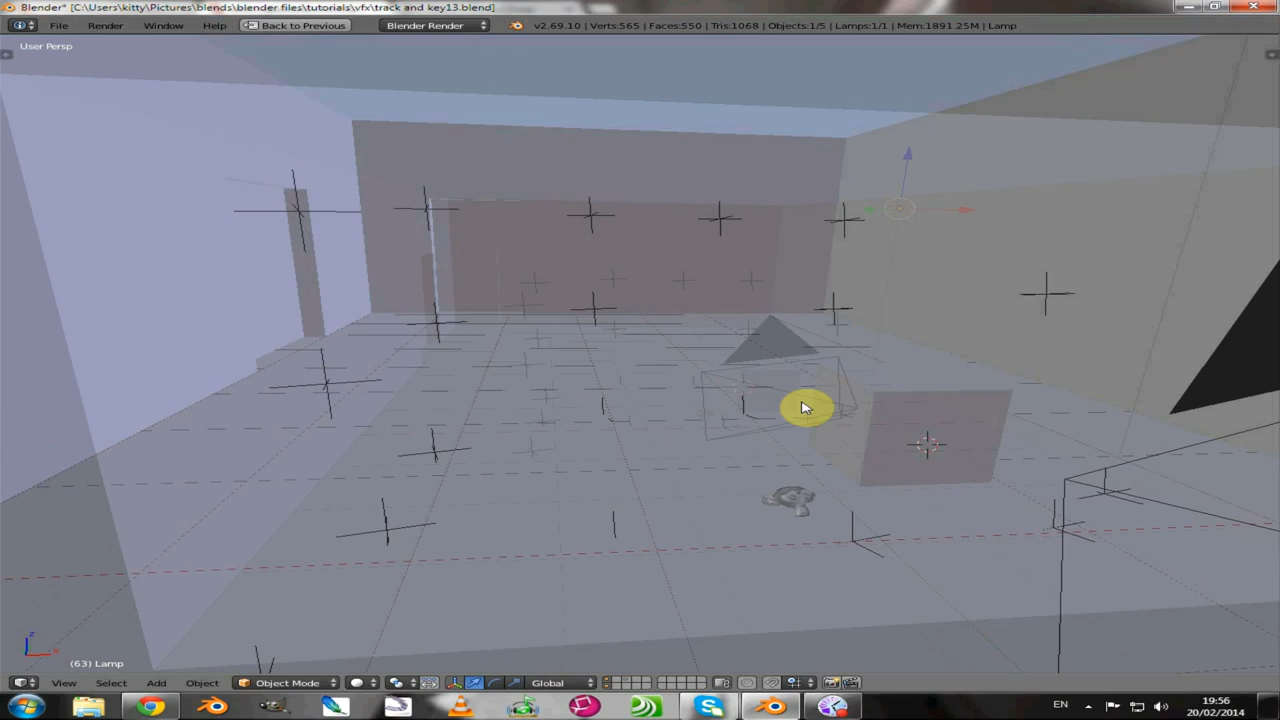 Blender* [C:\Users\kitty\Pictures\blends\blender files\tutorials\vfx\track and key13.blend]
File Render Window Help Back to Previous Blender Render v2.69.10 | Verts:565 | Faces:550 | Tris:1068 | Objects:1/5 | Lamps:1/1 | Mem:1891.25M | Lamp
User Persp
z
x
(63) Lamp
View Select Add Object Object Mode Global
EN 19:56
20/02/2014